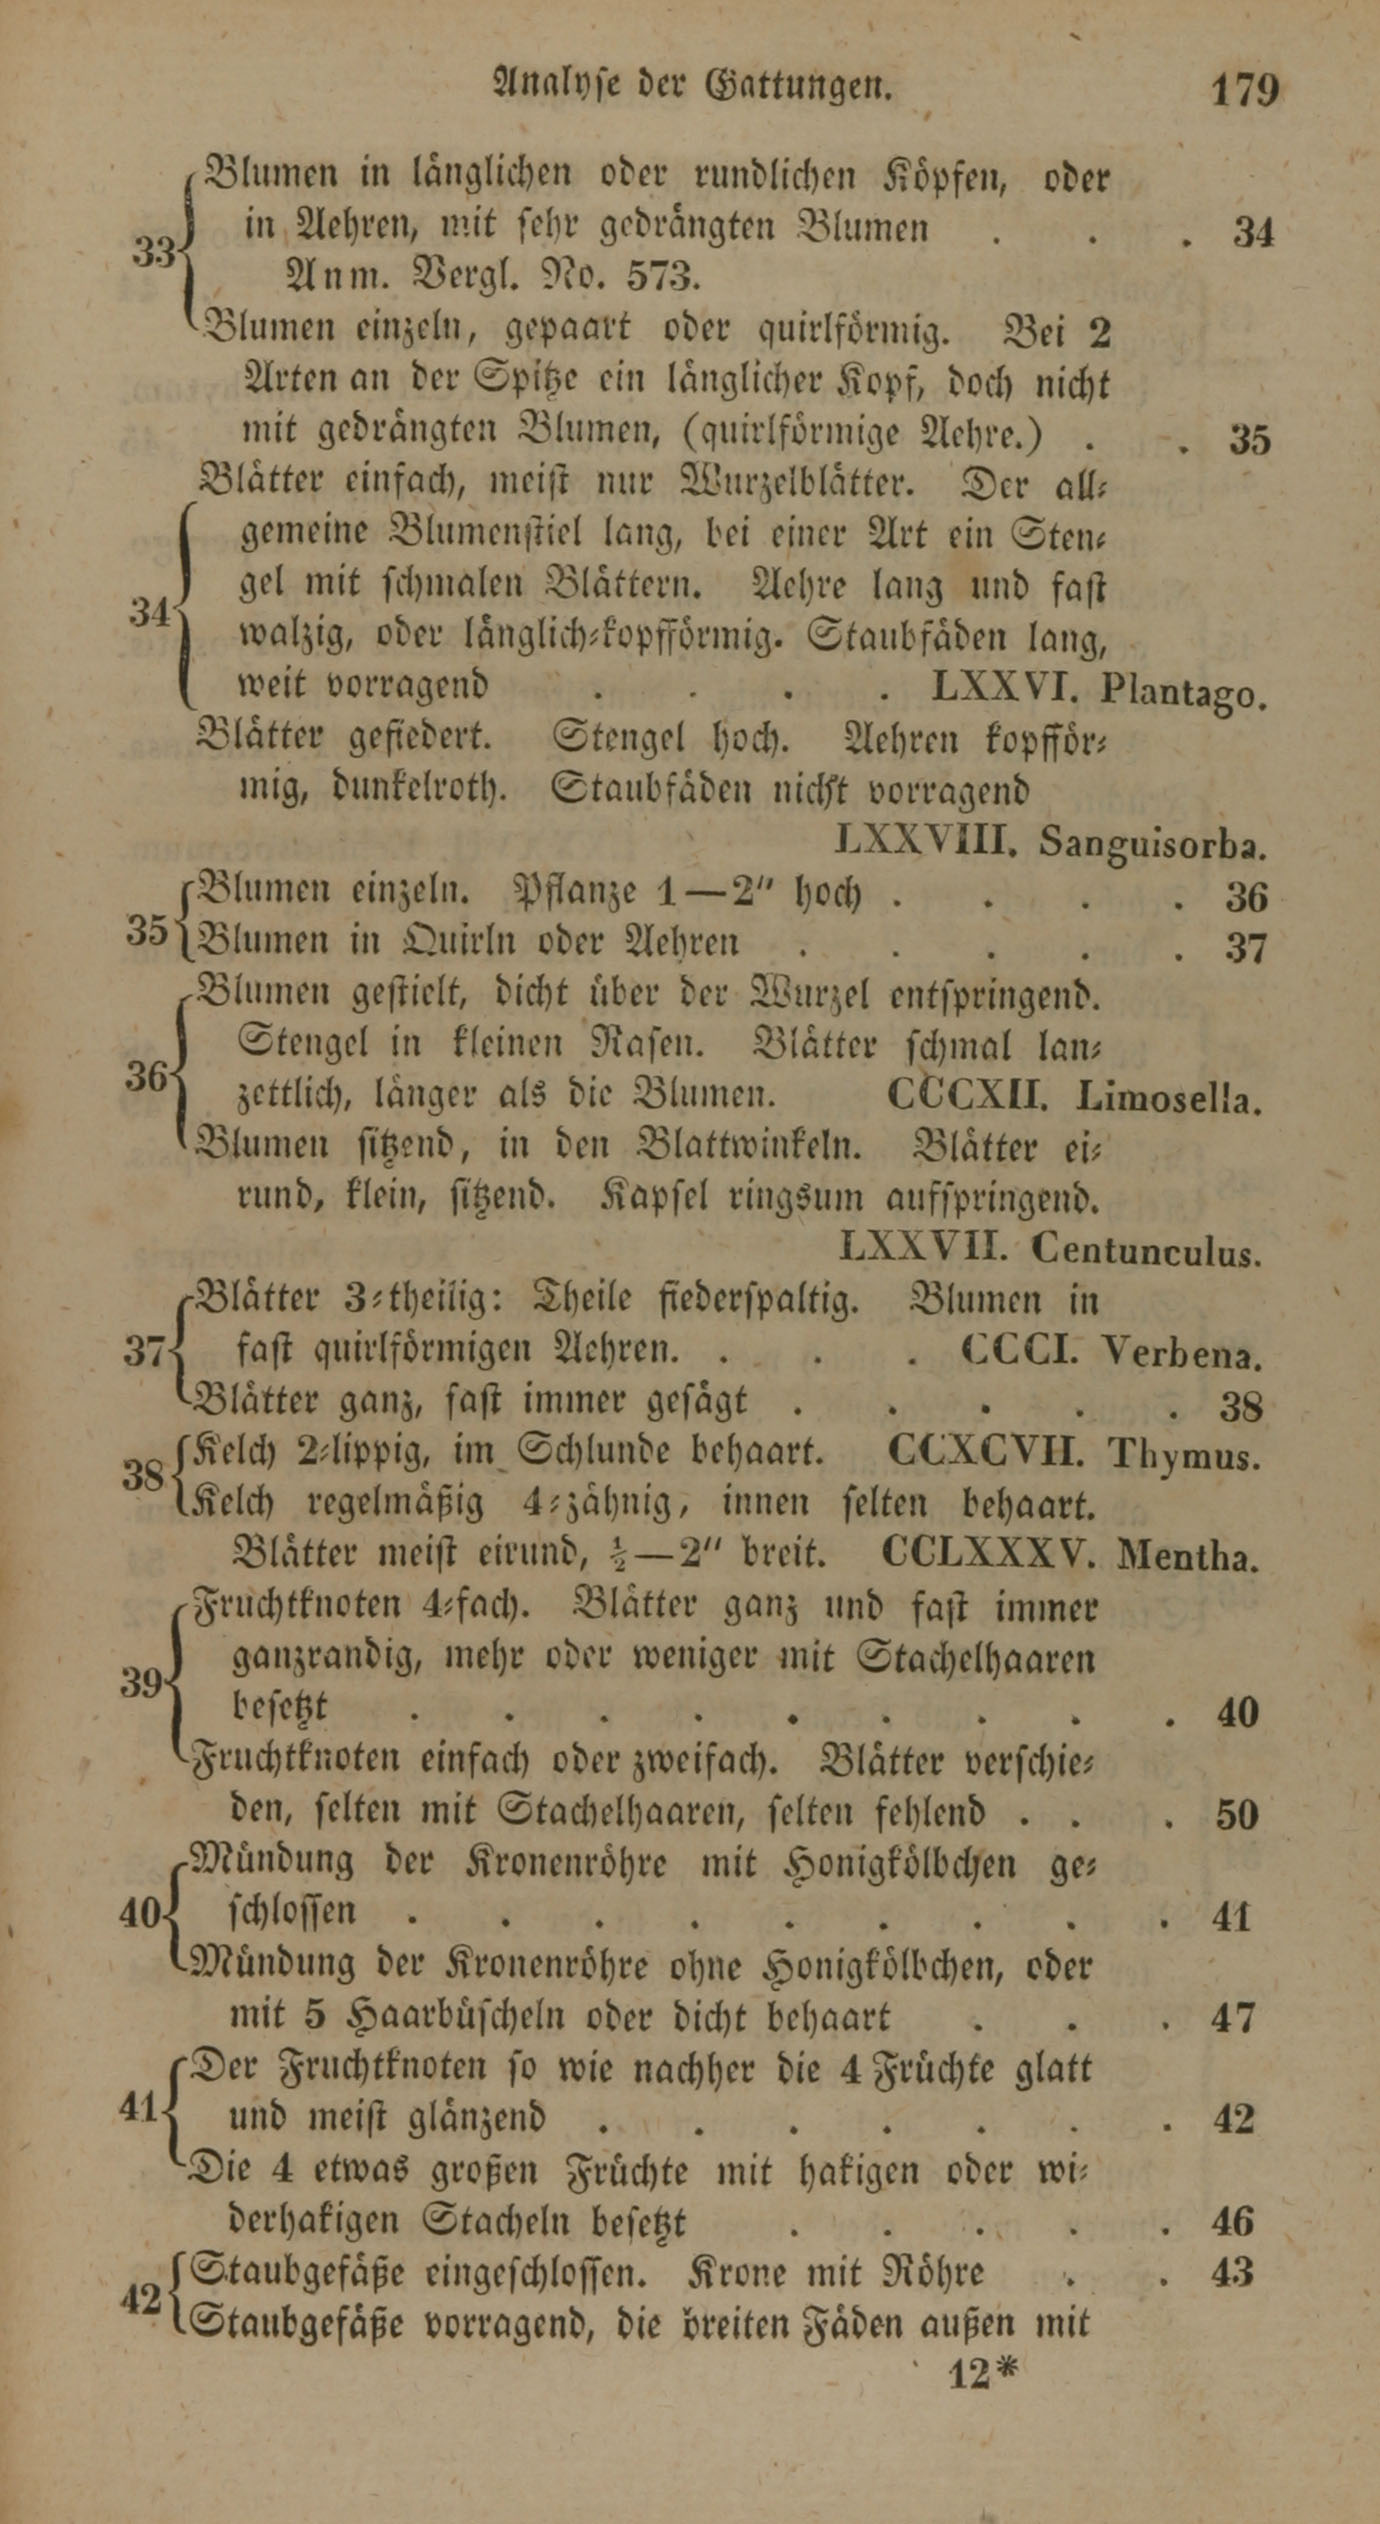 Analyse der Gattungen. 179
Blumen in länglichen oder rundlichen Köpfen, oder
33 in Aehren, mit sehr gedrängten Blumen . . . 34
Anm. Vergl. No. 573.
Blumen einzeln, gepaart oder quirlförmig. Bei 2
Arten an der Spitze ein länglicher Kopf, doch nicht
mit gedrängten Blumen, (quirlförmige Aehre.) . . 35
Blätter einfach, meist nur Wurzelblätter. Der all-
gemeine Blumenstiel lang, bei einer Art ein Sten-
gel mit schmalen Blättern. Aehre lang und fast
34 walzig, oder länglich-kopfförmig. Staubfäden lang,
weit vorragend . . . . LXXVI. Plantago.
Blätter gefiedert. Stengel hoch. Aehren kopfför-
mig, dunkelroth. Staubfäden nicht vorragend
LXXVIII. Sanguisorba.
Blumen einzeln. Pflanze 1—2″ hoch . . . . 36
35 Blumen in Quirln oder Aehren . . . . . 37
Blumen gestielt, dicht über der Wurzel entspringend.
Stengel in kleinen Rasen. Blätter schmal lan-
36 zettlich, länger als die Blumen. CCCXII. Limosella.
Blumen sitzend, in den Blattwinkeln. Blätter ei-
rund, klein, sitzend. Kapsel ringsum aufspringend.
LXXVII. Centunculus.
Blätter 3-theilig: Theile fiederspaltig. Blumen in
37 fast quirlförmigen Aehren. . . . CCCI. Verbena.
Blätter ganz, fast immer gesägt . . . . . 38
38 Kelch 2-lippig, im Schlunde behaart. CCXCVII. Thymus.
Kelch regelmäßig 4-zähnig, innen selten behaart.
Blätter meist eirund, ½—2″ breit. CCLXXXV. Mentha.
Fruchtknoten 4-fach. Blätter ganz und fast immer
ganzrandig, mehr oder weniger mit Stachelhaaren
39 besetzt . . . . . . . . . 40
Fruchtknoten einfach oder zweifach. Blätter verschie-
den, selten mit Stachelhaaren, selten fehlend . . . 50
Mündung der Kronenröhre mit Honigkölbchen ge-
40 schlossen . . . . . . . . . 41
Mündung der Kronenröhre ohne Honigkölbchen, oder
mit 5 Haarbüscheln oder dicht behaart . . . 47
Der Fruchtknoten so wie nachher die 4 Früchte glatt
41 und meist glänzend . . . . . . . 42
Die 4 etwas großen Früchte mit hakigen oder wi-
derhakigen Stacheln besetzt . . . . . 46
Staubgefäße eingeschlossen. Krone mit Röhre . . 43
42 Staubgefäße vorragend, die breiten Fäden außen mit
12*